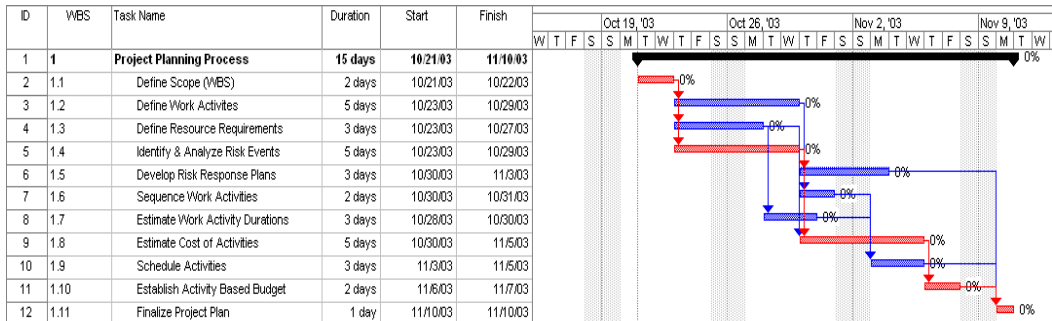 ID WBS Task Name Duration Start Finish Oct 19, '03 Oct 26, '03 Nov 2, '03 Nov 9, '03
W T F S S M T W T F S S M T W T F S S M T W T F S S M T W
1 1 Project Planning Process 15 days 10/21/03 11/10/03 0%
2 1.1 Define Scope (WBS) 2 days 10/21/03 10/22/03 0%
3 1.2 Define Work Activites 5 days 10/23/03 10/29/03 0%
4 1.3 Define Resource Requirements 3 days 10/23/03 10/27/03 0%
5 1.4 Identify & Analyze Risk Events 5 days 10/23/03 10/29/03 0%
6 1.5 Develop Risk Response Plans 3 days 10/30/03 11/3/03 0%
7 1.6 Sequence Work Activities 2 days 10/30/03 10/31/03 0%
8 1.7 Estimate Work Activity Durations 3 days 10/28/03 10/30/03 0%
9 1.8 Estimate Cost of Activities 5 days 10/30/03 11/5/03 0%
10 1.9 Schedule Activities 3 days 11/3/03 11/5/03 0%
11 1.10 Establish Activity Based Budget 2 days 11/6/03 11/7/03 0%
12 1.11 Finalize Project Plan 1 day 11/10/03 11/10/03 0%